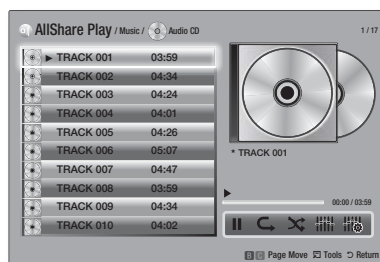 AllShare Play / Music / Audio CD 1 / 17
TRACK 001 03:59
TRACK 002 04:34
TRACK 003 04:24
TRACK 004 04:01
TRACK 005 04:26
TRACK 006 05:07
TRACK 007 04:47
TRACK 008 03:59
TRACK 009 04:34
TRACK 010 04:02
* TRACK 001
00:00 / 03:59
Page Move Tools Return